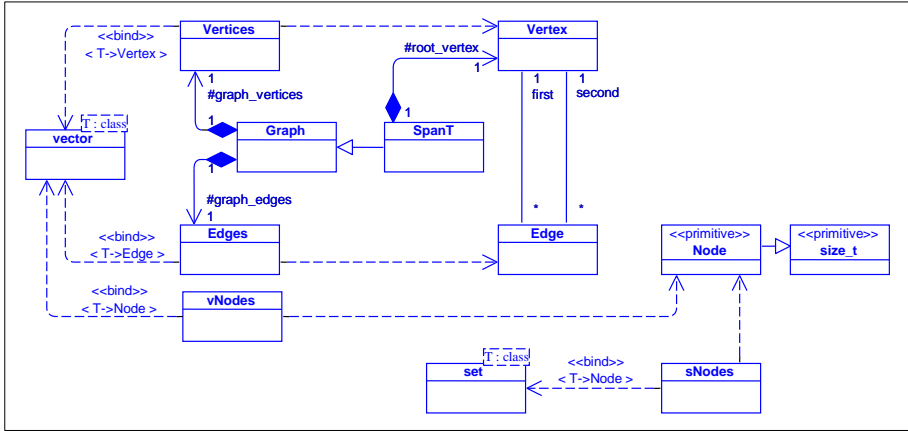 Vertices
Vertex
<<bind>>
< T->Vertex >
#root_vertex
1
1
1
1
1
first
second
#graph_vertices
1
T : class
vector
Graph
SpanT
1
#graph_edges
1
*
*
<<bind>>
< T->Edge >
Edges
Edge
<<primitive>>
Node
<<primitive>>
size_t
<<bind>>
< T->Node >
vNodes
T : class
set
<<bind>>
< T->Node >
sNodes